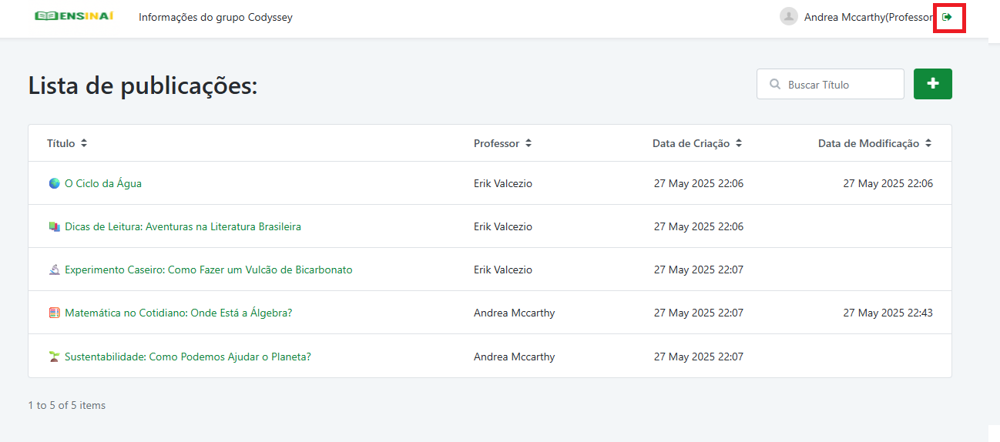 ENSINAÍ Informações do grupo Codyssey Andrea Mccarthy(Professor
Lista de publicações:
Buscar Título
Título Professor Data de Criação Data de Modificação
O Ciclo da Água Erik Valcezio 27 May 2025 22:06 27 May 2025 22:06
Dicas de Leitura: Aventuras na Literatura Brasileira Erik Valcezio 27 May 2025 22:06
Experimento Caseiro: Como Fazer um Vulcão de Bicarbonato Erik Valcezio 27 May 2025 22:07
Matemática no Cotidiano: Onde Está a Álgebra? Andrea Mccarthy 27 May 2025 22:07 27 May 2025 22:43
Sustentabilidade: Como Podemos Ajudar o Planeta? Andrea Mccarthy 27 May 2025 22:07
1 to 5 of 5 items